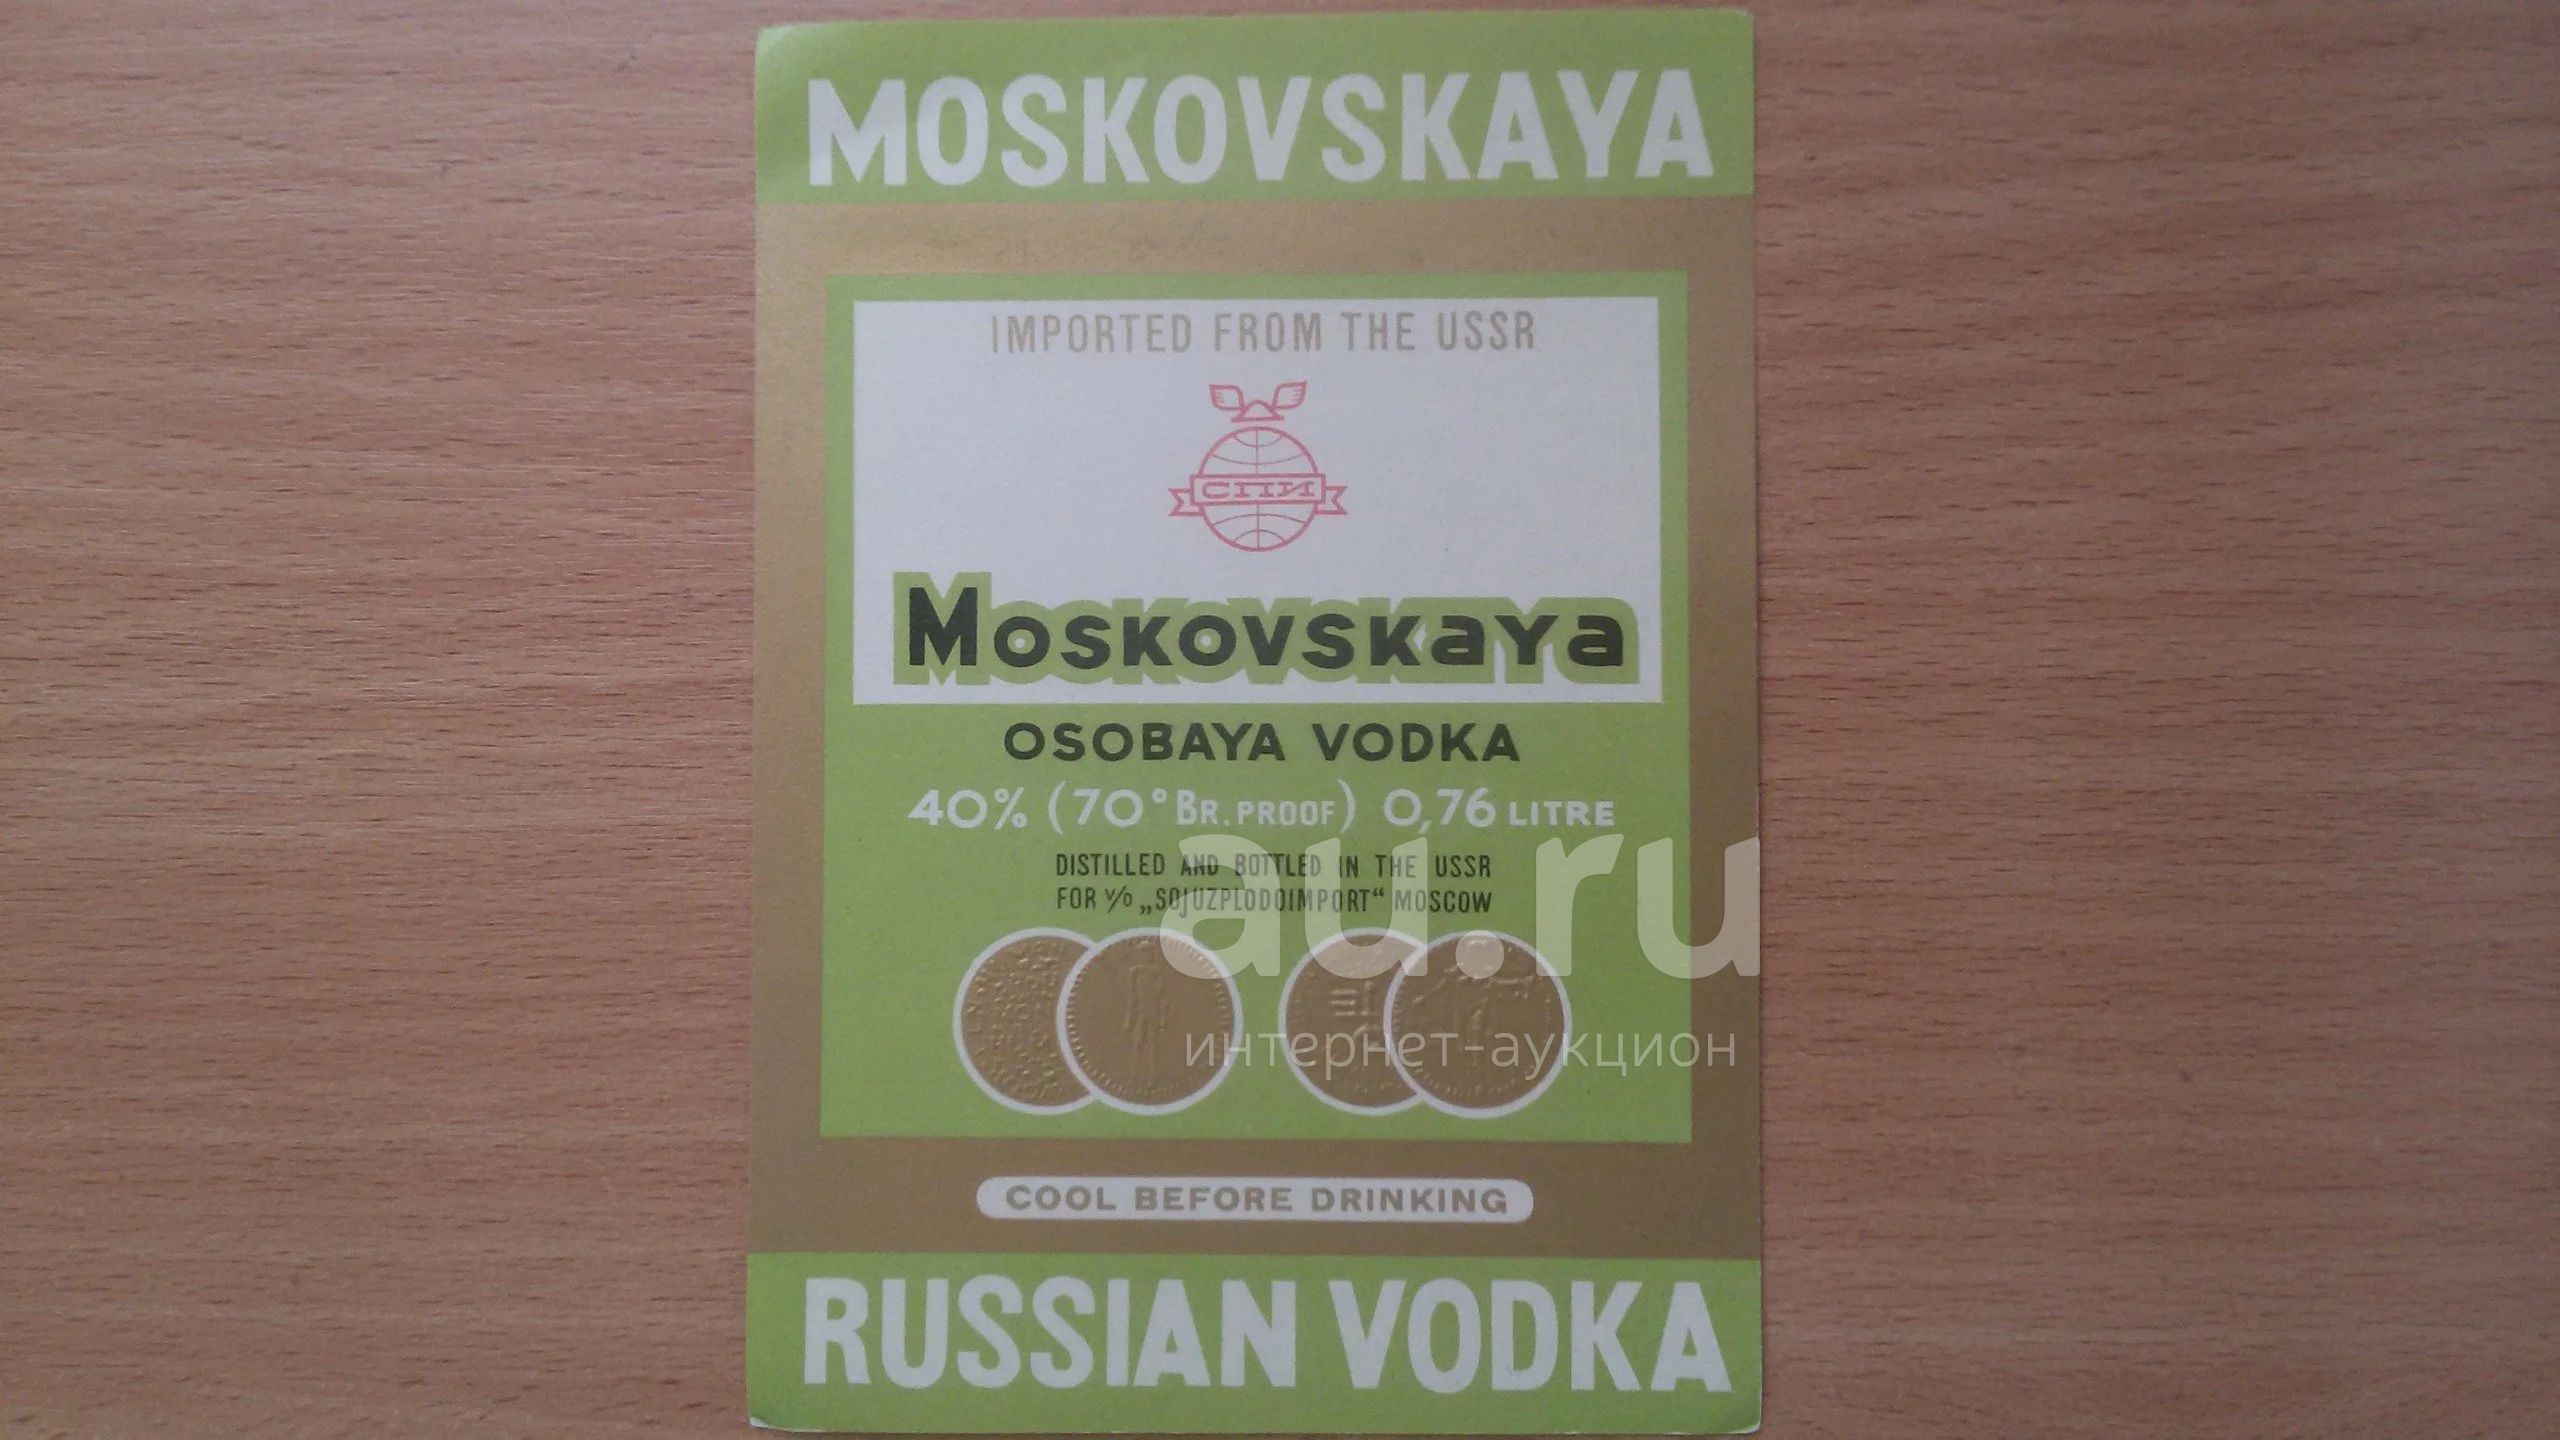 MOSKOVSKAYA
IMPORTED FROM THE USSR
СПИ
Moskovskaya
OSOBAYA VODKA
40% (70° BR. PROOF) 0,76 LITRE
DISTILLED AND BOTTLED IN THE USSR
FOR V/O „SOJUZPLODOIMPORT“ MOSCOW
au.ru
интернет-аукцион
COOL BEFORE DRINKING
RUSSIAN VODKA